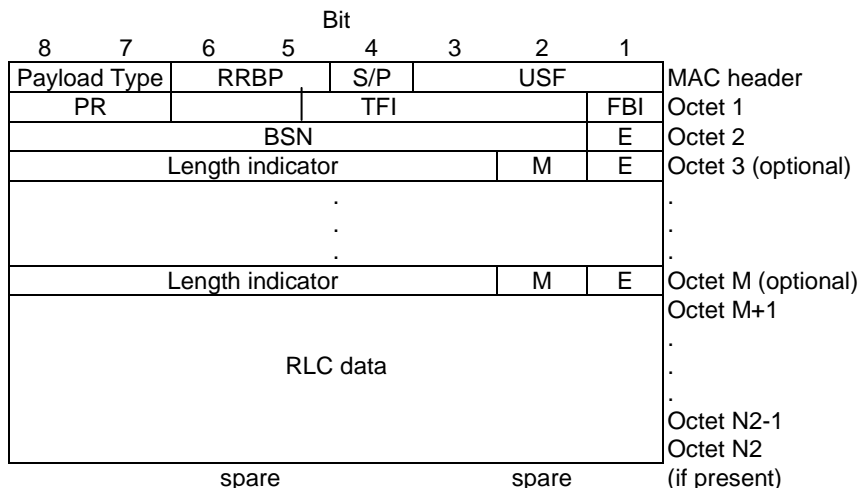 Bit
8 7 6 5 4 3 2 1
Payload Type RRBP S/P USF MAC header
PR TFI FBI Octet 1
BSN E Octet 2
Length indicator M E Octet 3 (optional)
. .
. .
. .
Length indicator M E Octet M (optional)
Octet M+1
.
RLC data .
.
Octet N2-1
Octet N2
spare spare (if present)